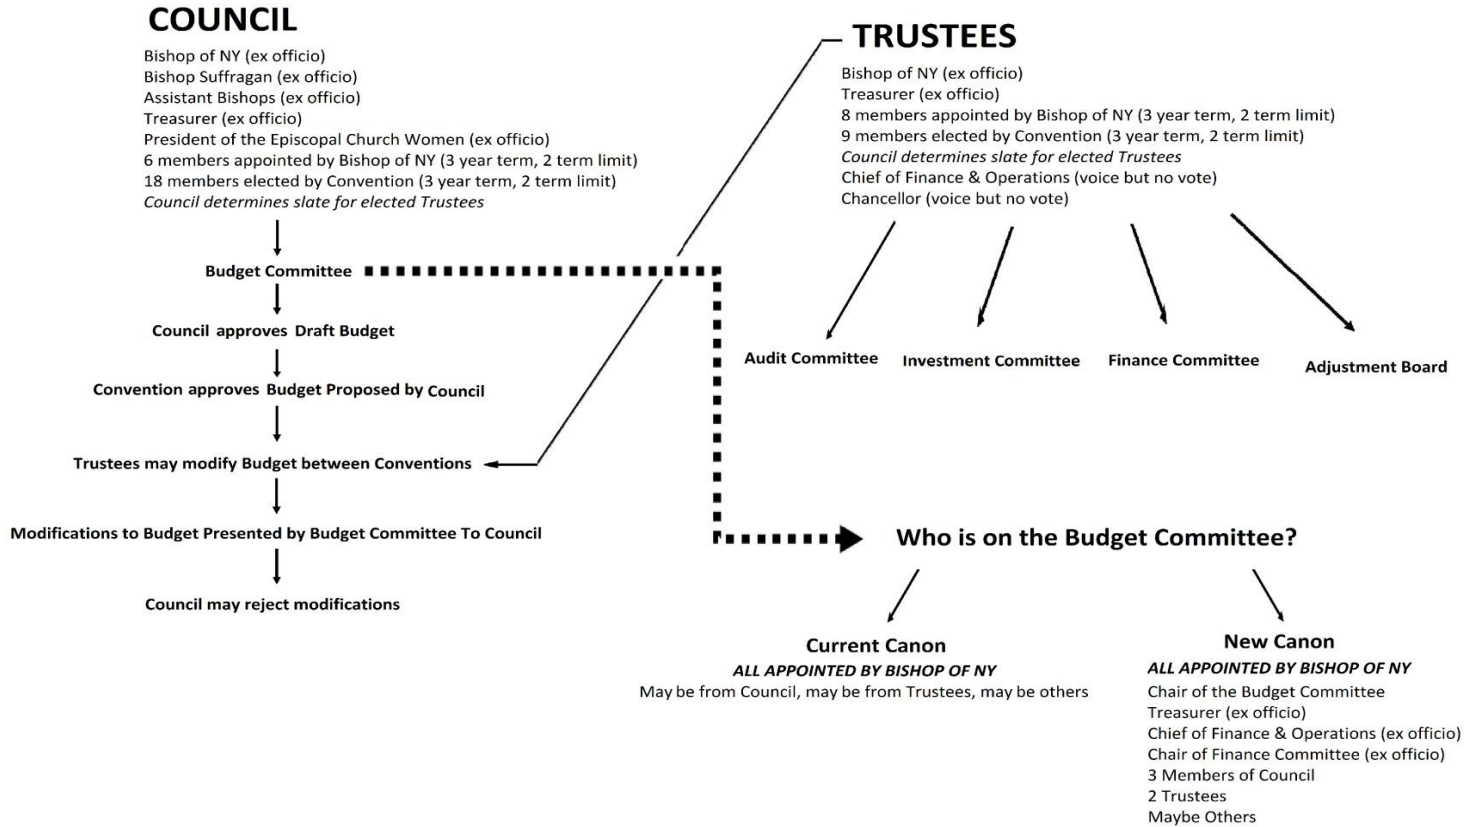 COUNCIL
Bishop of NY (ex officio)
Bishop Suffragan (ex officio)
Assistant Bishops (ex officio)
Treasurer (ex officio)
President of the Episcopal Church Women (ex officio)
6 members appointed by Bishop of NY (3 year term, 2 term limit)
18 members elected by Convention (3 year term, 2 term limit)
Council determines slate for elected Trustees
Budget Committee
Council approves Draft Budget
Convention approves Budget Proposed by Council
Trustees may modify Budget between Conventions
Modifications to Budget Presented by Budget Committee To Council
Council may reject modifications
TRUSTEES
Bishop of NY (ex officio)
Treasurer (ex officio)
8 members appointed by Bishop of NY (3 year term, 2 term limit)
9 members elected by Convention (3 year term, 2 term limit)
Council determines slate for elected Trustees
Chief of Finance & Operations (voice but no vote)
Chancellor (voice but no vote)
Audit Committee
Investment Committee
Finance Committee
Adjustment Board
Who is on the Budget Committee?
Current Canon
ALL APPOINTED BY BISHOP OF NY
May be from Council, may be from Trustees, may be others
New Canon
ALL APPOINTED BY BISHOP OF NY
Chair of the Budget Committee
Treasurer (ex officio)
Chief of Finance & Operations (ex officio)
Chair of Finance Committee (ex officio)
3 Members of Council
2 Trustees
Maybe Others